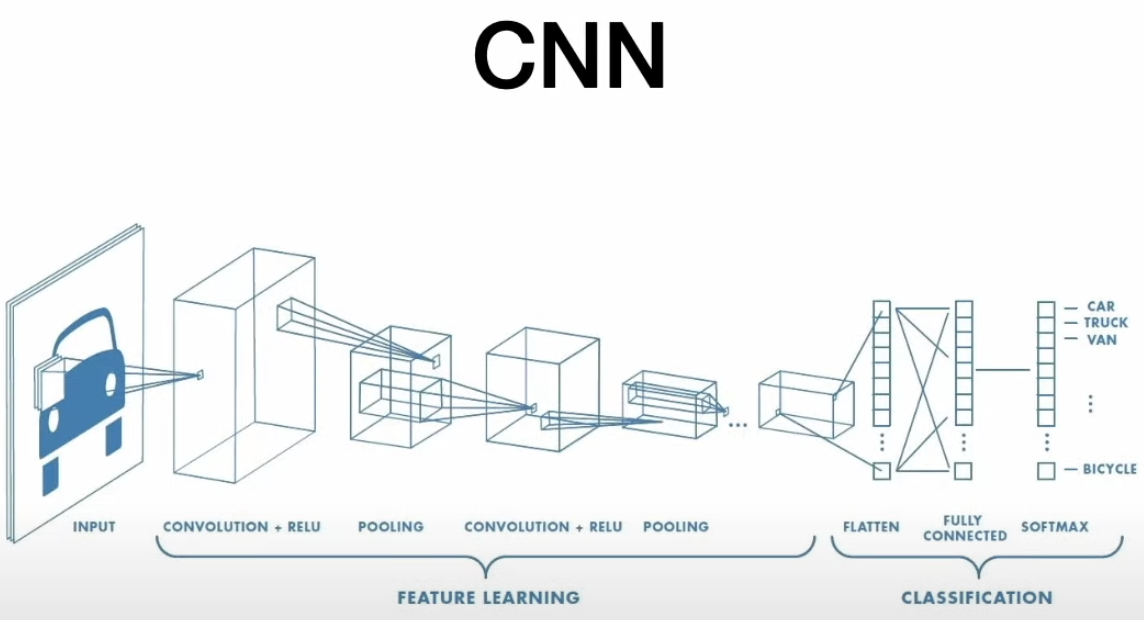 CNN
CAR
TRUCK
VAN
BICYCLE
INPUT
CONVOLUTION + RELU
POOLING
CONVOLUTION + RELU
POOLING
FLATTEN
FULLY
CONNECTED
SOFTMAX
FEATURE LEARNING
CLASSIFICATION